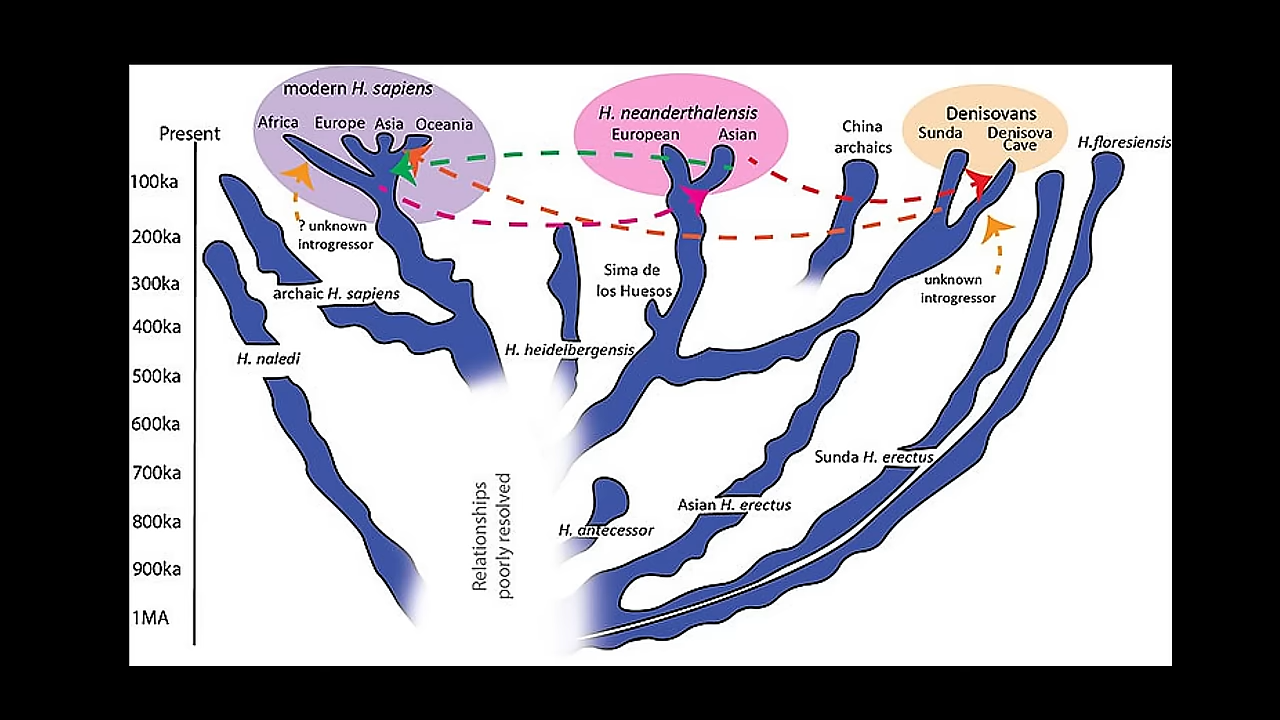 modern H. sapiens
Africa Europe Asia Oceania
H. neanderthalensis
European Asian
China
archaics
Denisovans
Sunda Denisova
Cave
H.floresiensis
Present
100ka
200ka
300ka
400ka
500ka
600ka
700ka
800ka
900ka
1MA
? unknown
introgressor
archaic H. sapiens
H. naledi
Sima de
los Huesos
H. heidelbergensis
unknown
introgressor
Sunda H. erectus
Asian H. erectus
H. antecessor
Relationships
poorly resolved